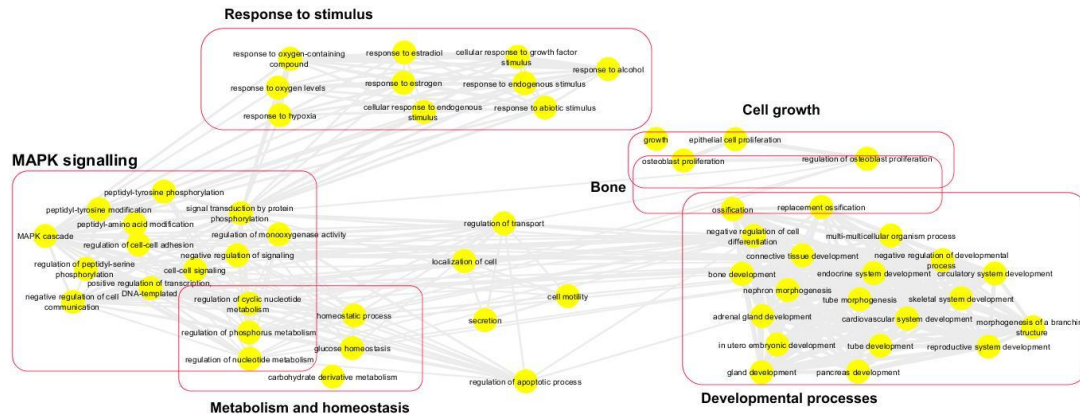 Response to stimulus
response to oxygen-containing
compound
response to estradiol
cellular response to growth factor
stimulus
response to alcohol
response to oxygen levels
response to estrogen
response to endogenous stimulus
response to hypoxia
cellular response to endogenous
stimulus
response to abiotic stimulus
Cell growth
growth
epithelial cell proliferation
osteoblast proliferation
regulation of osteoblast proliferation
Bone
ossification
replacement ossification
MAPK signalling
peptidyl-tyrosine phosphorylation
peptidyl-tyrosine modification
signal transduction by protein
phosphorylation
peptidyl-amino acid modification
MAPK cascade
regulation of monooxygenase activity
regulation of cell-cell adhesion
negative regulation of signaling
regulation of peptidyl-serine
phosphorylation
cell-cell signaling
positive regulation of transcription,
DNA-templated
negative regulation of cell
communication
regulation of cyclic nucleotide
metabolism
homeostatic process
regulation of phosphorus metabolism
glucose homeostasis
regulation of nucleotide metabolism
carbohydrate derivative metabolism
Metabolism and homeostasis
regulation of transport
localization of cell
cell motility
secretion
regulation of apoptotic process
negative regulation of cell
differentiation
multi-multicellular organism process
connective tissue development
negative regulation of developmental
process
bone development
endocrine system development
circulatory system development
nephron morphogenesis
tube morphogenesis
skeletal system development
adrenal gland development
cardiovascular system development
morphogenesis of a branching
structure
in utero embryonic development
tube development
reproductive system development
gland development
pancreas development
Developmental processes